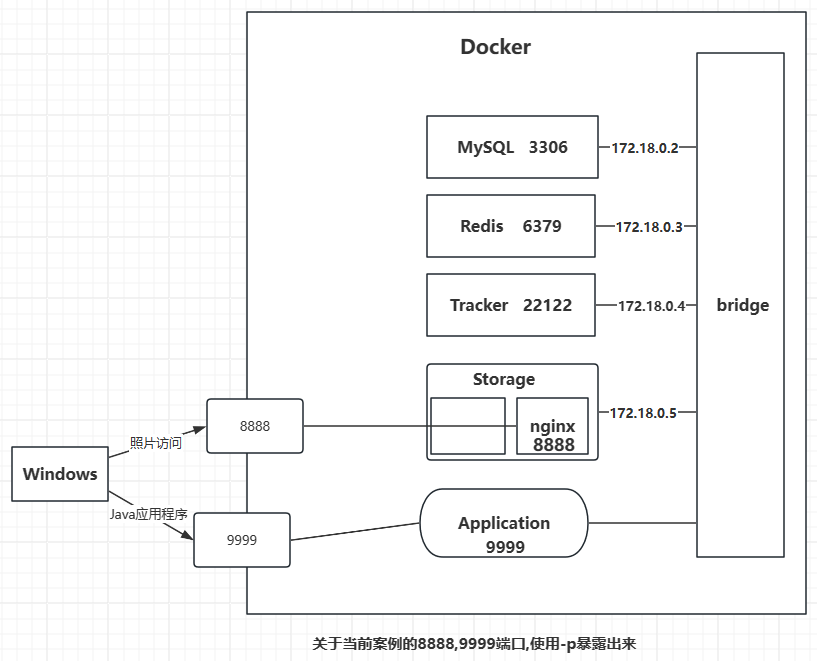 Docker
MySQL 3306
172.18.0.2
Redis 6379
172.18.0.3
Tracker 22122
172.18.0.4
bridge
Storage
nginx
8888
172.18.0.5
8888
照片访问
Windows
Java应用程序
9999
Application
9999
关于当前案例的8888,9999端口,使用-p暴露出来